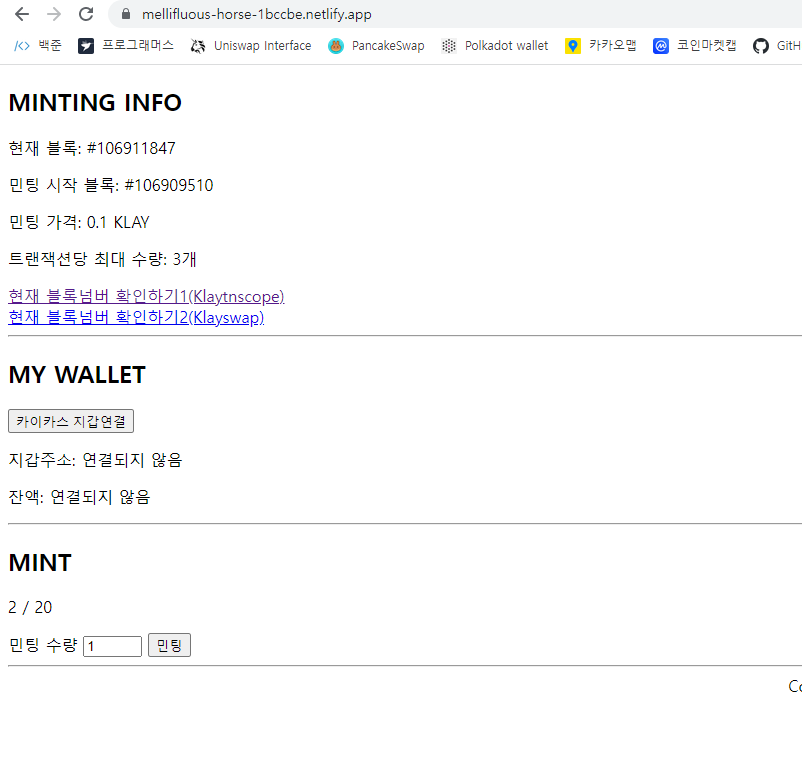 mellifluous-horse-1bccbe.netlify.app
</> 백준 프로그래머스 Uniswap Interface PancakeSwap Polkadot wallet 카카오맵 코인마켓캡 GitH
MINTING INFO
현재 블록: #106911847
민팅 시작 블록: #106909510
민팅 가격: 0.1 KLAY
트랜잭션당 최대 수량: 3개
현재 블록넘버 확인하기1(Klaytnscope)
현재 블록넘버 확인하기2(Klayswap)
MY WALLET
카이카스 지갑연결
지갑주소: 연결되지 않음
잔액: 연결되지 않음
MINT
2 / 20
민팅 수량 1 민팅
Co